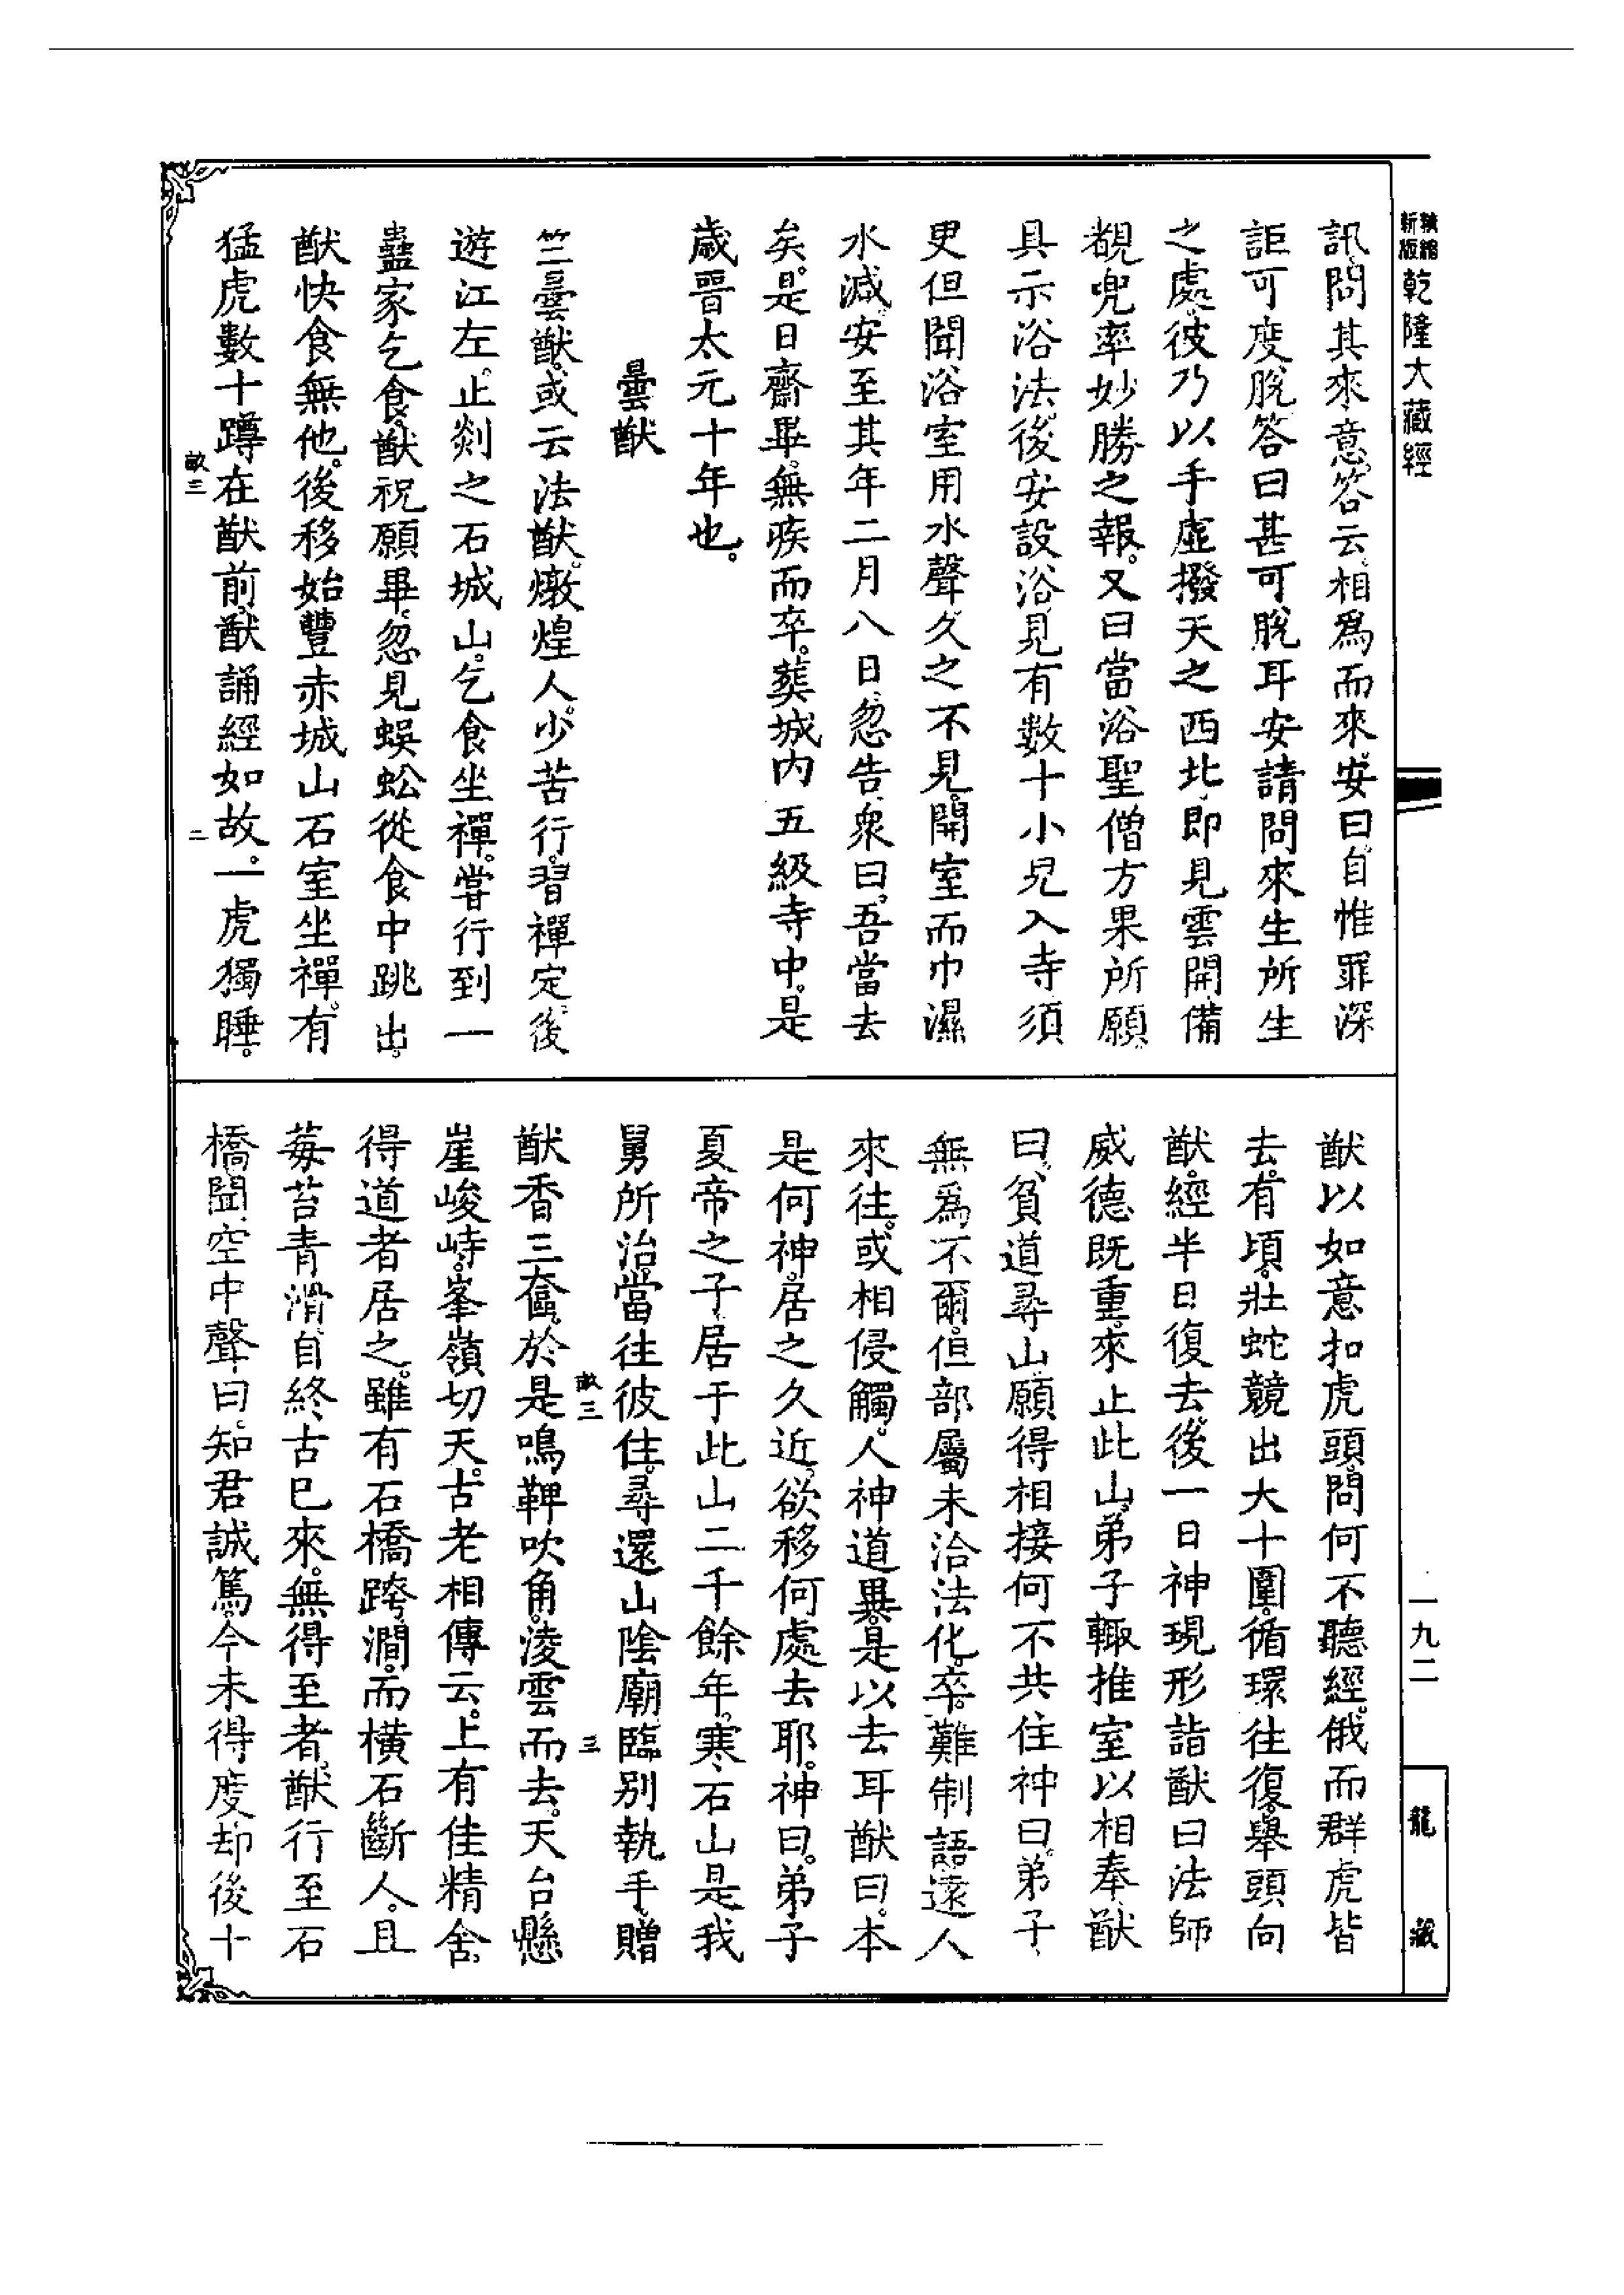 精縮新版 乾隆大藏經
訊問其來意答云相爲而來安曰自惟罪深
詎可度脫答曰甚可脫耳安請問來生所生
之處彼乃以手虛撥天之西北即見雲開備
覩兜率妙勝之報。又曰當浴聖僧方果所願
具示浴法後安設浴見有數十小兒入寺須
臾但聞浴室用水聲久之不見開室而巾濕
水減安至其年二月八日忽告衆曰。吾當去
矣。是日齋畢。無疾而卒。葬城内五級寺中。是
歲晉太元十年也。
曇猷
竺曇猷。或云法猷。燉煌人。少苦行。習禪定後
遊江左。止剡之石城山。乞食坐禪。嘗行到一
蠱家乞食。猷祝願畢。忽見蜈蚣從食中跳出。
猷快食無他。後移始豐赤城山石室坐禪。有
猛虎數十蹲在猷前猷誦經如故。一虎獨睡。
畝三
二
猷以如意扣虎頭。問何不聽經。俄而群虎皆
去。有頃。壯蛇競出大十圍。循環往復。舉頭向
猷。經半日復去。後一日神現形詣猷曰法師
威德既重。來止此山。弟子輙推室以相奉。猷
曰。貧道尋山願得相接何不共住神曰。弟子
無爲不爾。但部屬未洽法化。卒。難制語。遠人
來往。或相侵觸。人神道異。是以去耳猷曰。本
是何神。居之久近。欲移何處去耶。神曰。弟子
夏帝之子居于此山二千餘年。寒石山是我
舅所治。當往彼住。尋還山陰廟臨別執手。贈
畝三
三
猷香三奩於是鳴鞞吹角。淩雲而去。天台懸
崖峻峙。峯嶺切天。古老相傳云。上有佳精舍
得道者居之。雖有石橋跨澗。而橫石斷人。且
莓苔青滑自終古已來。無得至者。猷行至石
橋聞空中聲曰。知君誠篤。今未得度却後十
一九二
龍藏